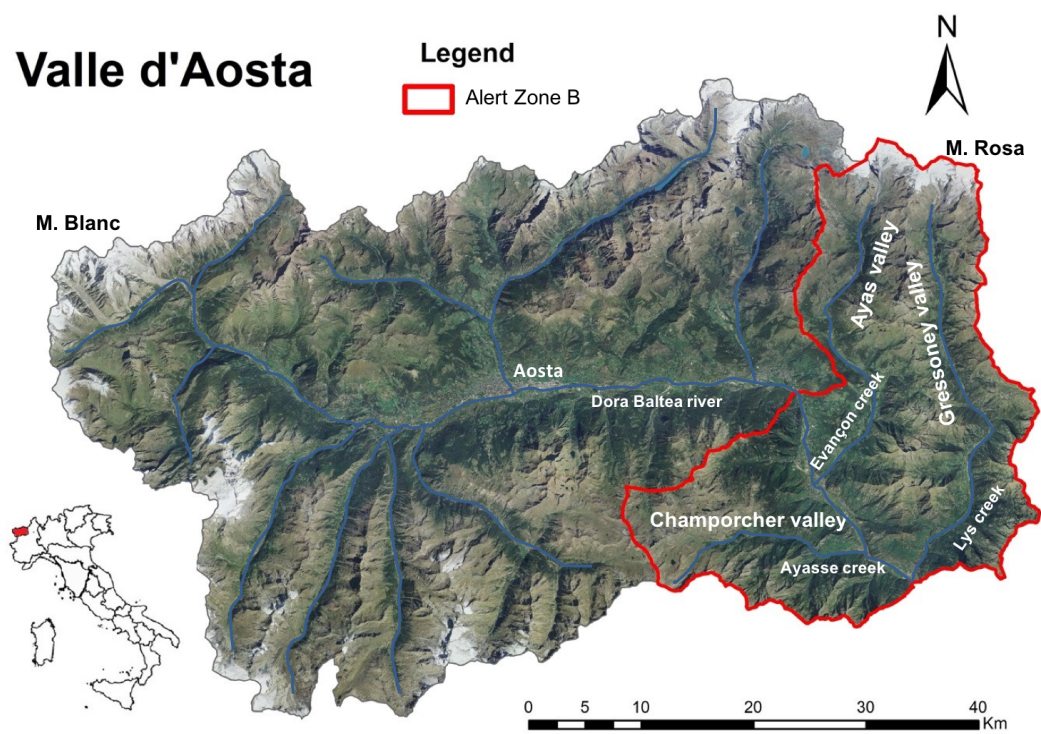 Valle d'Aosta
Legend
Alert Zone B
N
M. Rosa
M. Blanc
Ayas valley
Gressoney valley
Aosta
Dora Baltea river
Evançon creek
Champorcher valley
Lys creek
Ayasse creek
0 5 10 20 30 40
Km